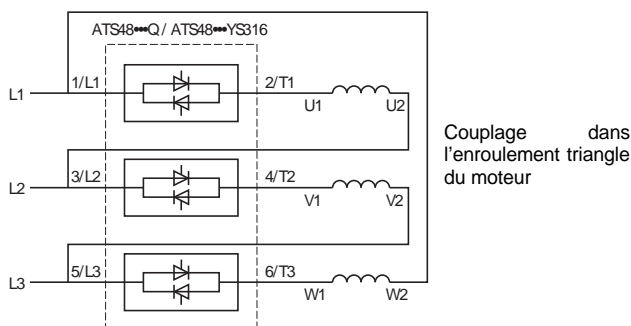 ATS48•••Q / ATS48•••YS316
L1 1/L1 2/T1
U1 U2
L2 3/L2 4/T2
V1 V2
L3 5/L3 6/T3
W1 W2
Couplage dans
l'enroulement triangle
du moteur